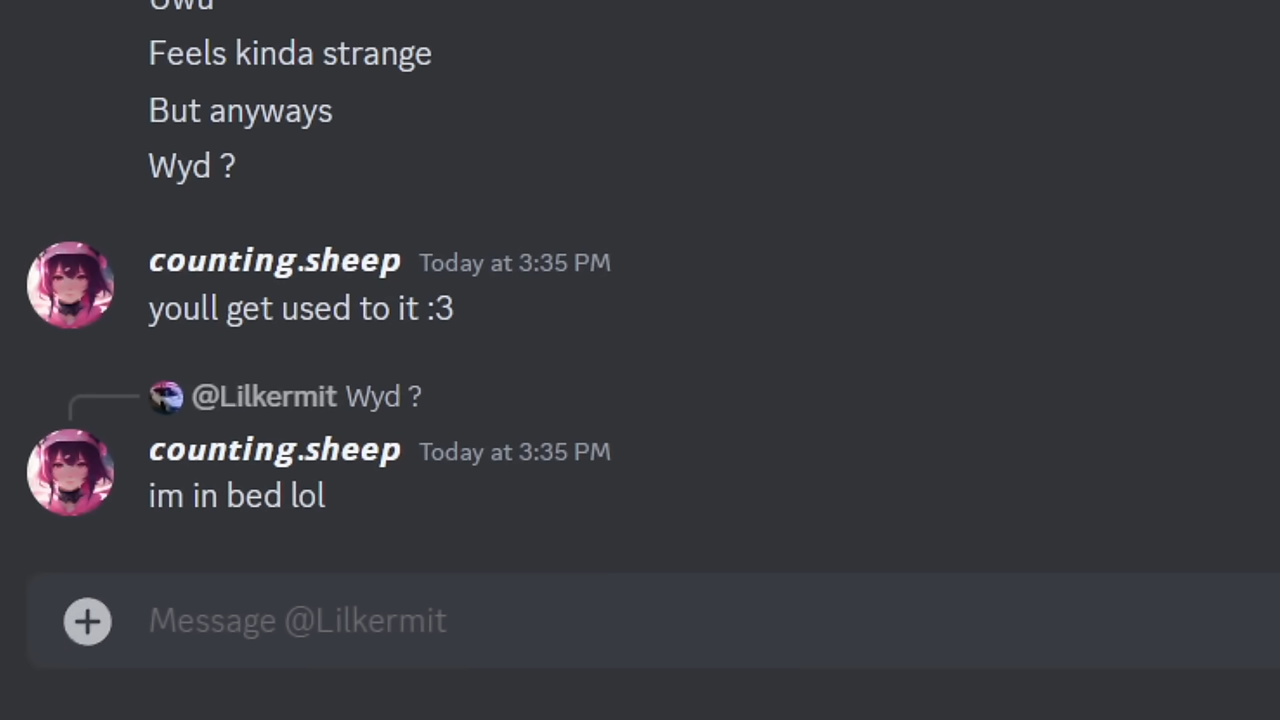 Uwu
Feels kinda strange
But anyways
Wyd ?
counting.sheep Today at 3:35 PM
youll get used to it :3
@Lilkermit Wyd ?
counting.sheep Today at 3:35 PM
im in bed lol
Message @Lilkermit